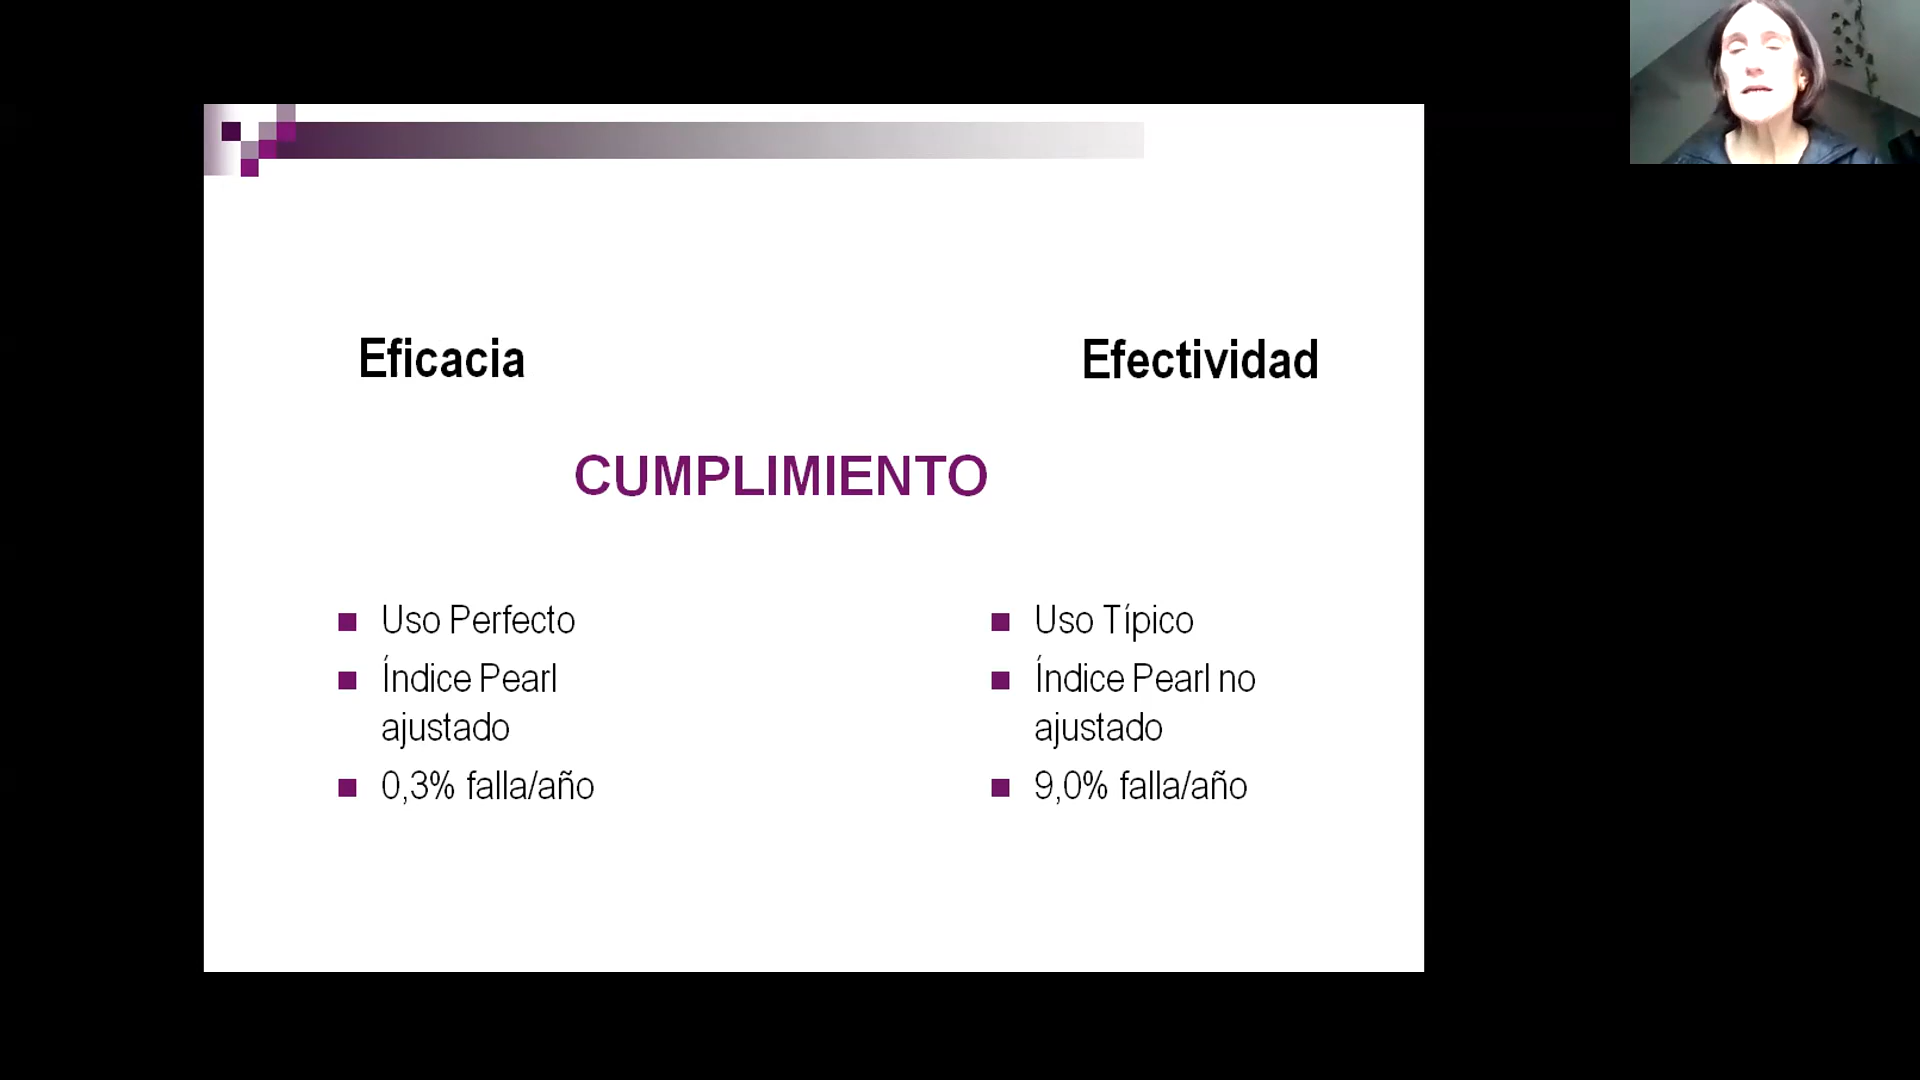 Eficacia
Efectividad
CUMPLIMIENTO
Uso Perfecto
Índice Pearl
ajustado
0,3% falla/año
Uso Típico
Índice Pearl no
ajustado
9,0% falla/año